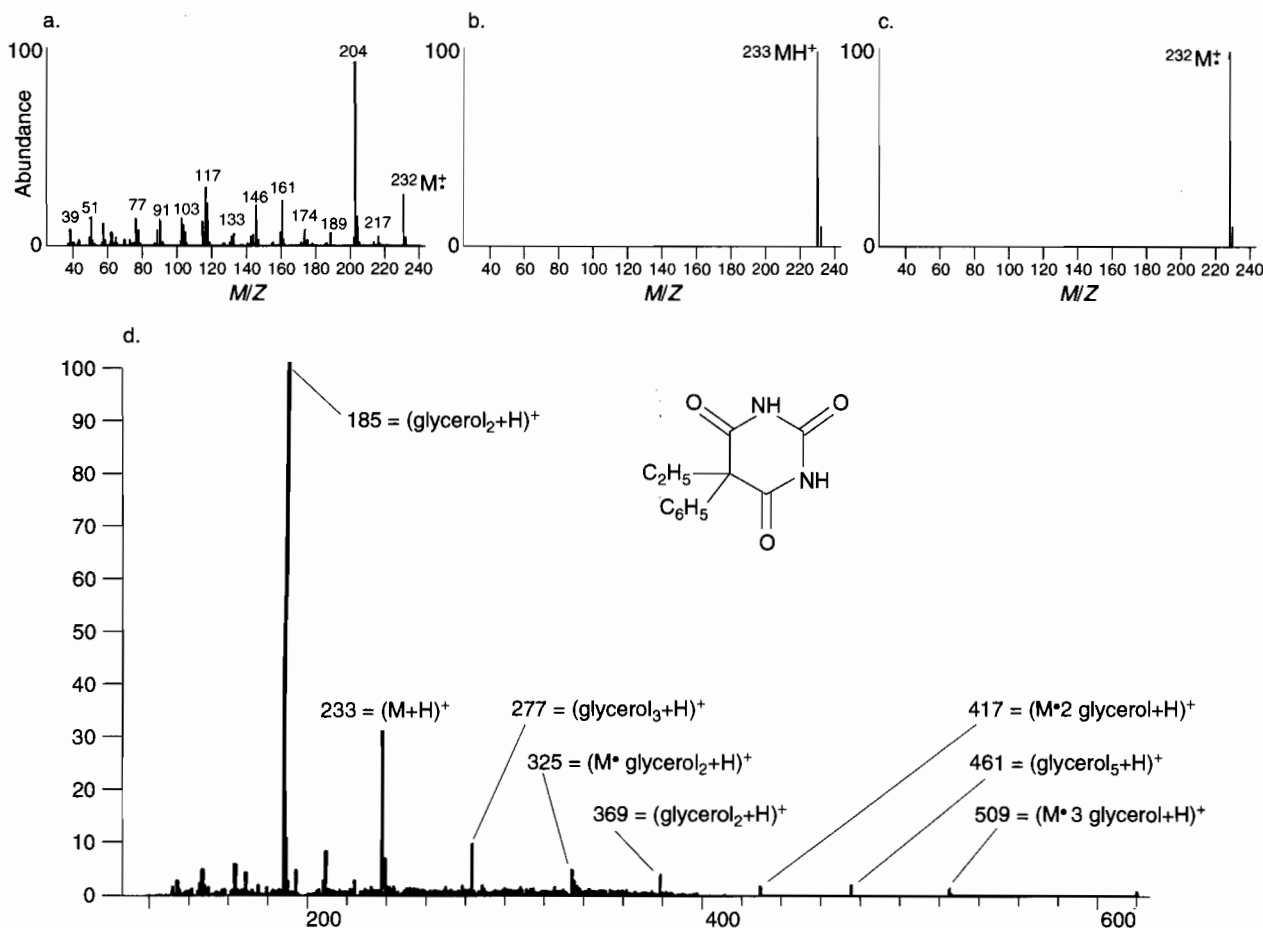 a.
100
Abundance
0
39
51
77
91
103
117
133
146
161
174
189
204
217
232 M⁺•
40 60 80 100 120 140 160 180 200 220 240
M/Z
b.
100
0
233 MH⁺
40 60 80 100 120 140 160 180 200 220 240
M/Z
c.
100
0
232 M⁺•
40 60 80 100 120 140 160 180 200 220 240
M/Z
d.
100
90
80
70
60
50
40
30
20
10
0
185 = (glycerol₂+H)⁺
O
NH
O
C₂H₅
NH
C₆H₅
O
233 = (M+H)⁺
277 = (glycerol₃+H)⁺
325 = (M• glycerol₂+H)⁺
369 = (glycerol₂+H)⁺
417 = (M•2 glycerol+H)⁺
461 = (glycerol₅+H)⁺
509 = (M•3 glycerol+H)⁺
200
400
600